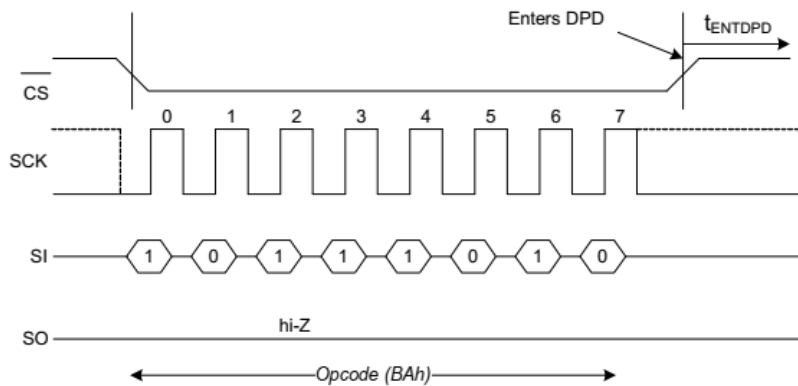 Enters DPD
tENTDPD
CS
0 1 2 3 4 5 6 7
SCK
SI 1 0 1 1 1 0 1 0
hi-Z
SO
Opcode (BAh)